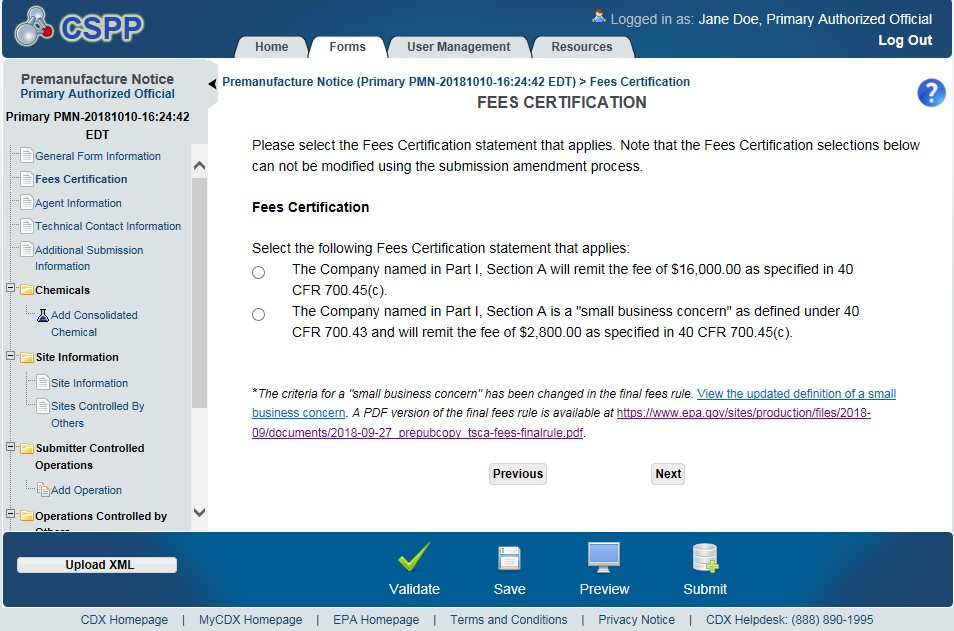 CSPP
Logged in as: Jane Doe, Primary Authorized Official
Log Out
Home
Forms
User Management
Resources
Premanufacture Notice
Primary Authorized Official
Primary PMN-20181010-16:24:42
EDT
General Form Information
Fees Certification
Agent Information
Technical Contact Information
Additional Submission
Information
Chemicals
Add Consolidated
Chemical
Site Information
Site Information
Sites Controlled By
Others
Submitter Controlled
Operations
Add Operation
Operations Controlled by
Others
Premanufacture Notice (Primary PMN-20181010-16:24:42 EDT) > Fees Certification
FEES CERTIFICATION
?
Please select the Fees Certification statement that applies. Note that the Fees Certification selections below
can not be modified using the submission amendment process.
Fees Certification
Select the following Fees Certification statement that applies:
The Company named in Part I, Section A will remit the fee of $16,000.00 as specified in 40
CFR 700.45(c).
The Company named in Part I, Section A is a "small business concern" as defined under 40
CFR 700.43 and will remit the fee of $2,800.00 as specified in 40 CFR 700.45(c).
*The criteria for a "small business concern" has been changed in the final fees rule. View the updated definition of a small
business concern. A PDF version of the final fees rule is available at https://www.epa.gov/sites/production/files/2018-
09/documents/2018-09-27_prepubcopy_tsca-fees-finalrule.pdf.
Previous
Next
Upload XML
Validate
Save
Preview
Submit
CDX Homepage | MyCDX Homepage | EPA Homepage | Terms and Conditions | Privacy Notice | CDX Helpdesk: (888) 890-1995